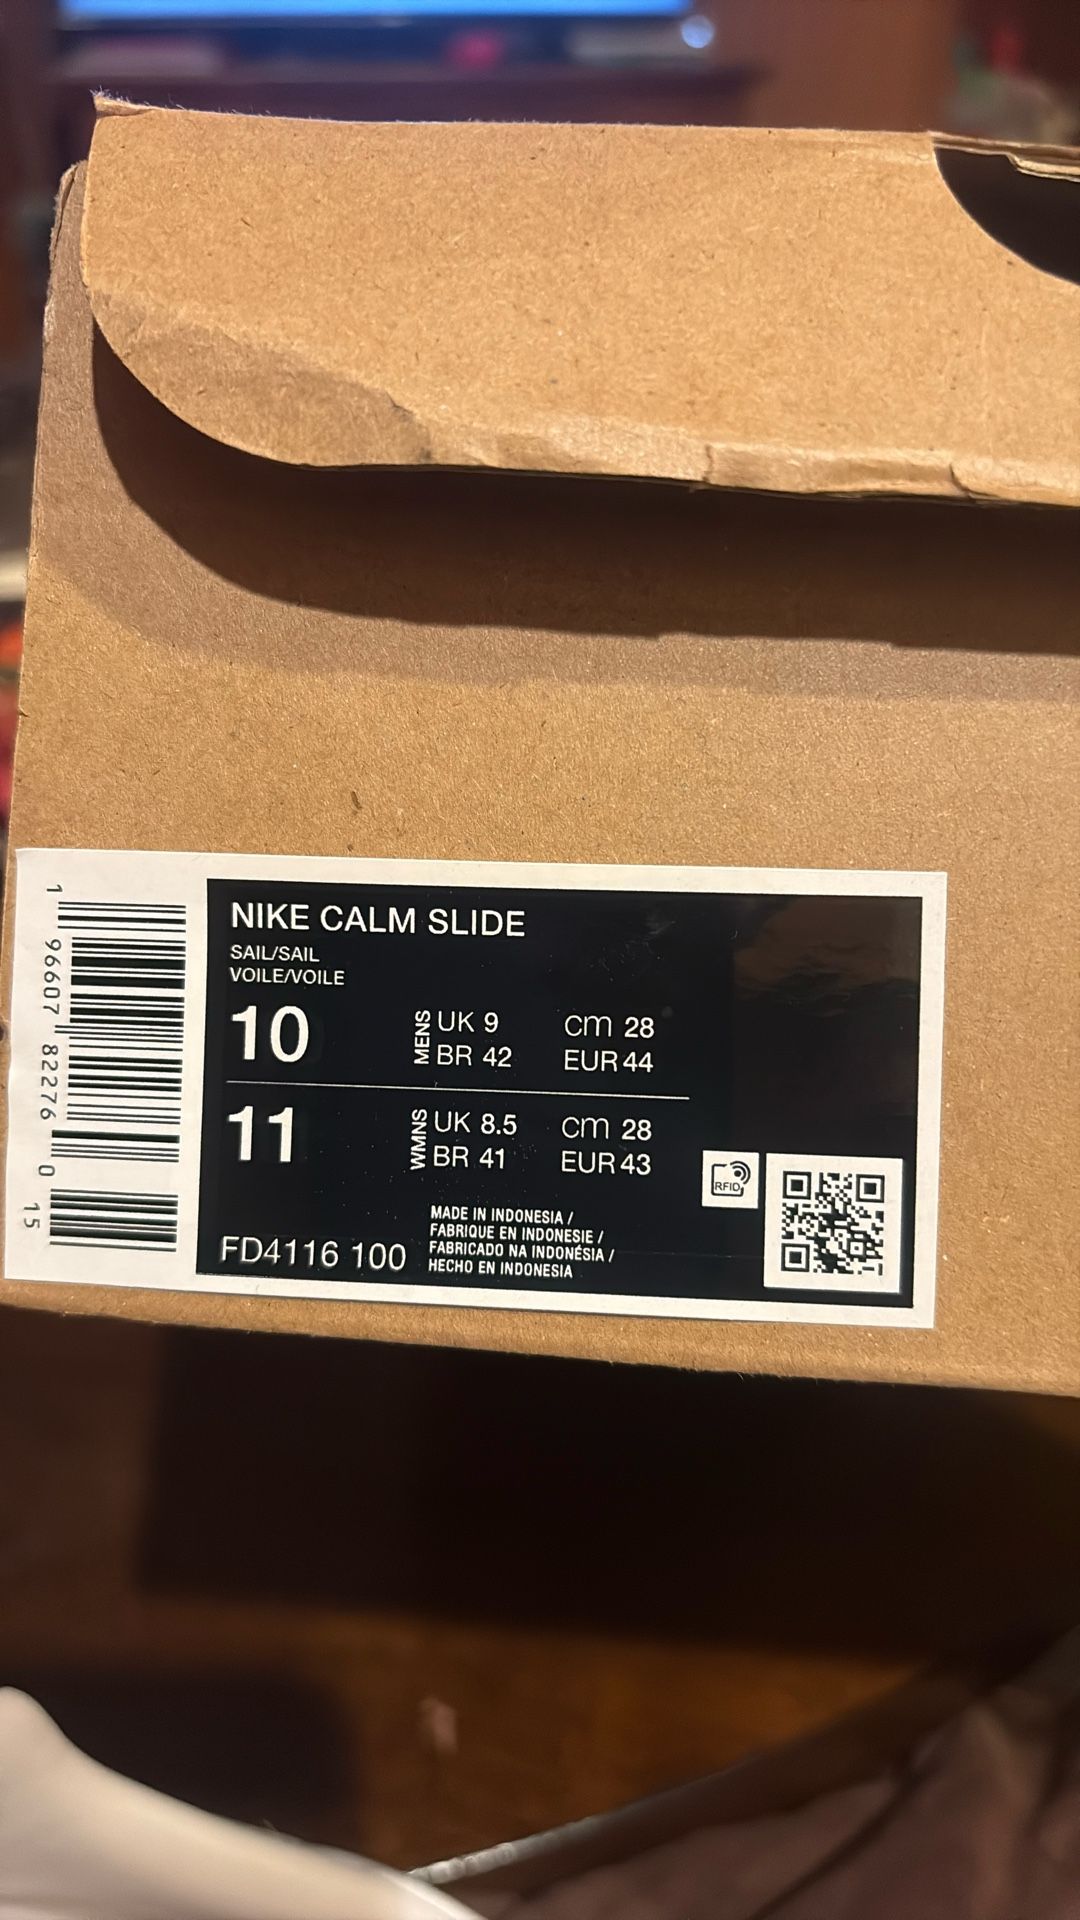 NIKE CALM SLIDE
SAIL/SAIL
VOILE/VOILE
10 MENS UK 9 cm 28
BR 42 EUR 44
11 WMNS UK 8.5 cm 28
BR 41 EUR 43
RFID
MADE IN INDONESIA /
FABRIQUE EN INDONESIE /
FABRICADO NA INDONÉSIA /
HECHO EN INDONESIA
FD4116 100
1 96607 82276 0 15